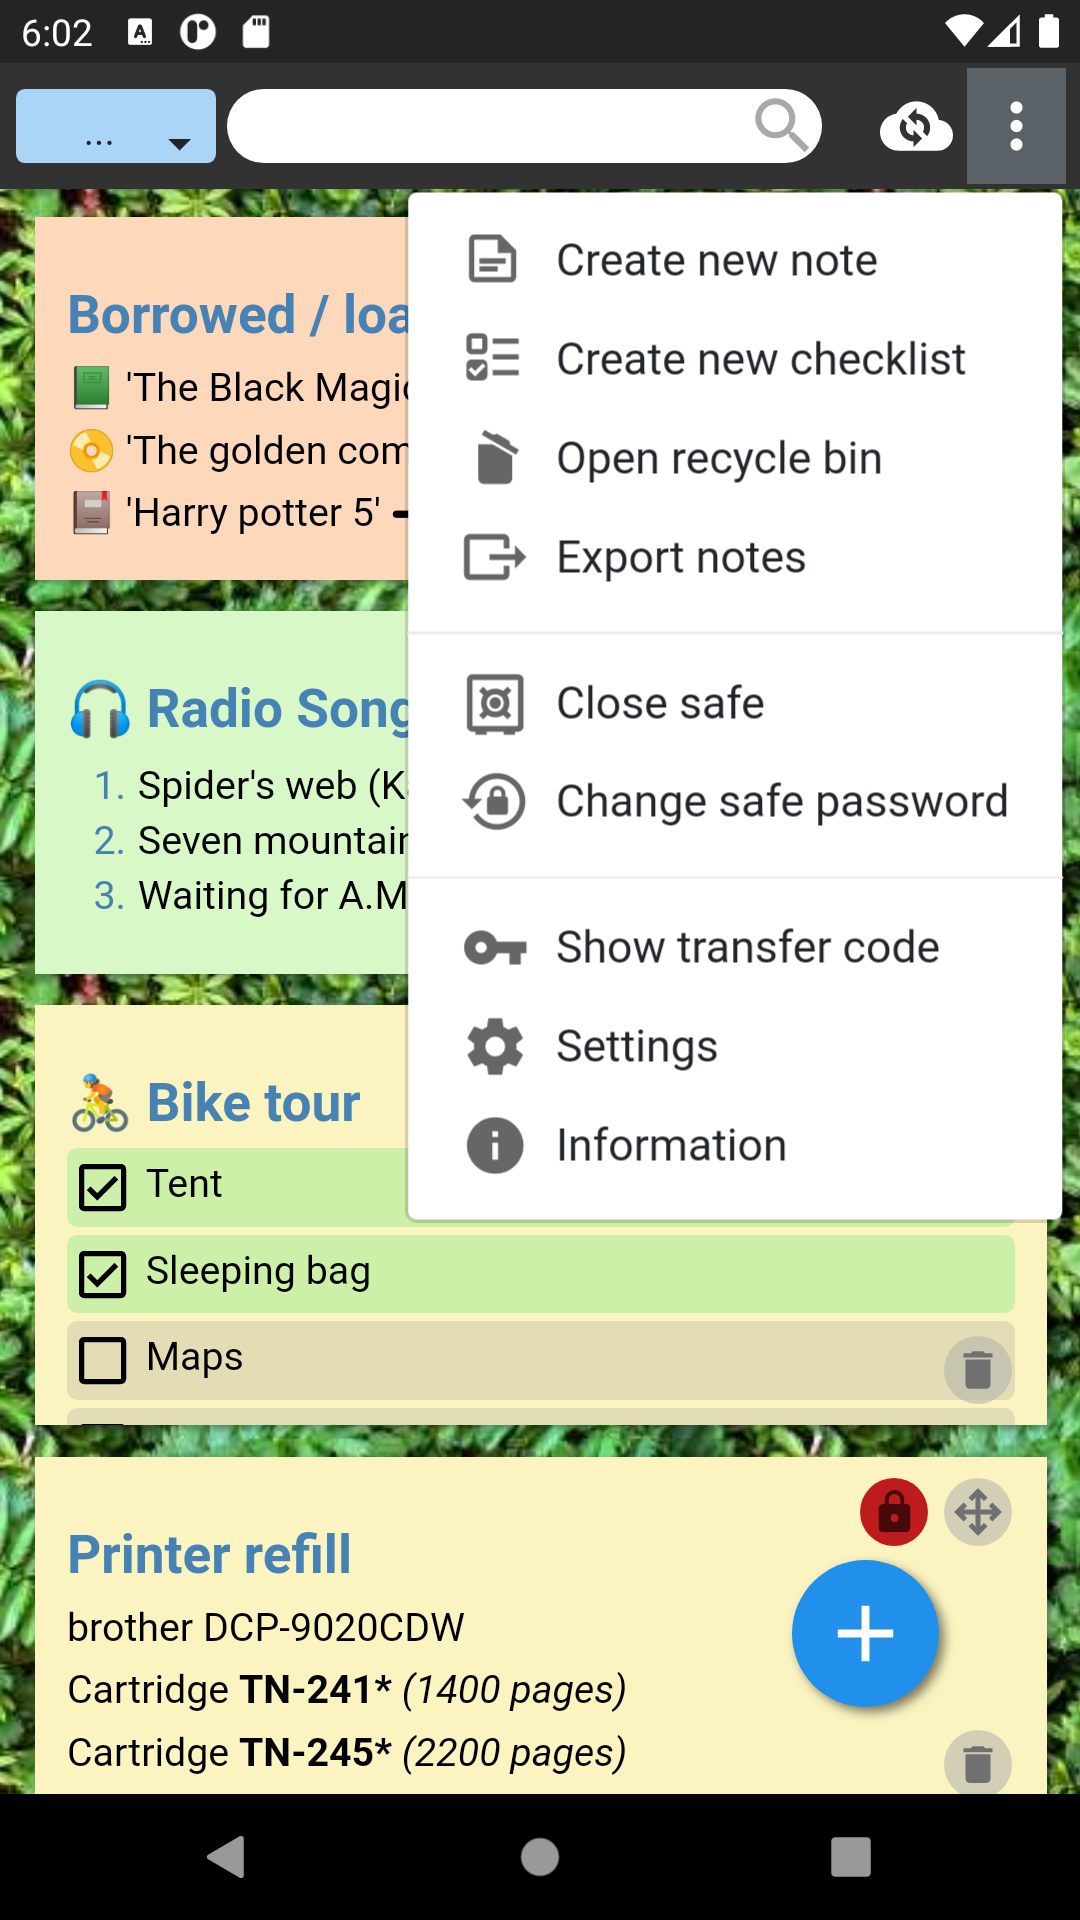 6:02
...
Create new note
Create new checklist
Open recycle bin
Export notes
Close safe
Change safe password
Show transfer code
Settings
Information
Borrowed / loa
'The Black Magic
'The golden com
'Harry potter 5'
Radio Song
1. Spider's web (K
2. Seven mountain
3. Waiting for A.M
Bike tour
Tent
Sleeping bag
Maps
Printer refill
brother DCP-9020CDW
Cartridge TN-241* (1400 pages)
Cartridge TN-245* (2200 pages)